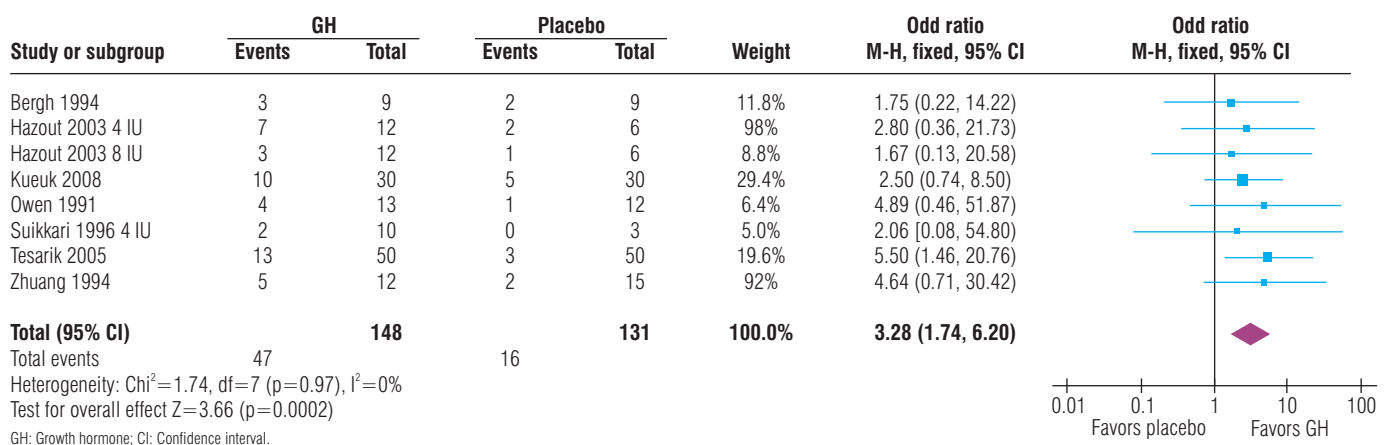 GH Placebo Odd ratio Odd ratio
Study or subgroup Events Total Events Total Weight M-H, fixed, 95% CI M-H, fixed, 95% CI
Bergh 1994 3 9 2 9 11.8% 1.75 (0.22, 14.22)
Hazout 2003 4 IU 7 12 2 6 98% 2.80 (0.36, 21.73)
Hazout 2003 8 IU 3 12 1 6 8.8% 1.67 (0.13, 20.58)
Kueuk 2008 10 30 5 30 29.4% 2.50 (0.74, 8.50)
Owen 1991 4 13 1 12 6.4% 4.89 (0.46, 51.87)
Suikkari 1996 4 IU 2 10 0 3 5.0% 2.06 [0.08, 54.80)
Tesarik 2005 13 50 3 50 19.6% 5.50 (1.46, 20.76)
Zhuang 1994 5 12 2 15 92% 4.64 (0.71, 30.42)
Total (95% CI) 148 131 100.0% 3.28 (1.74, 6.20)
Total events 47 16
Heterogeneity: Chi²=1.74, df=7 (p=0.97), I²=0%
Test for overall effect Z=3.66 (p=0.0002)
0.01 0.1 1 10 100
Favors placebo Favors GH
GH: Growth hormone; CI: Confidence interval.